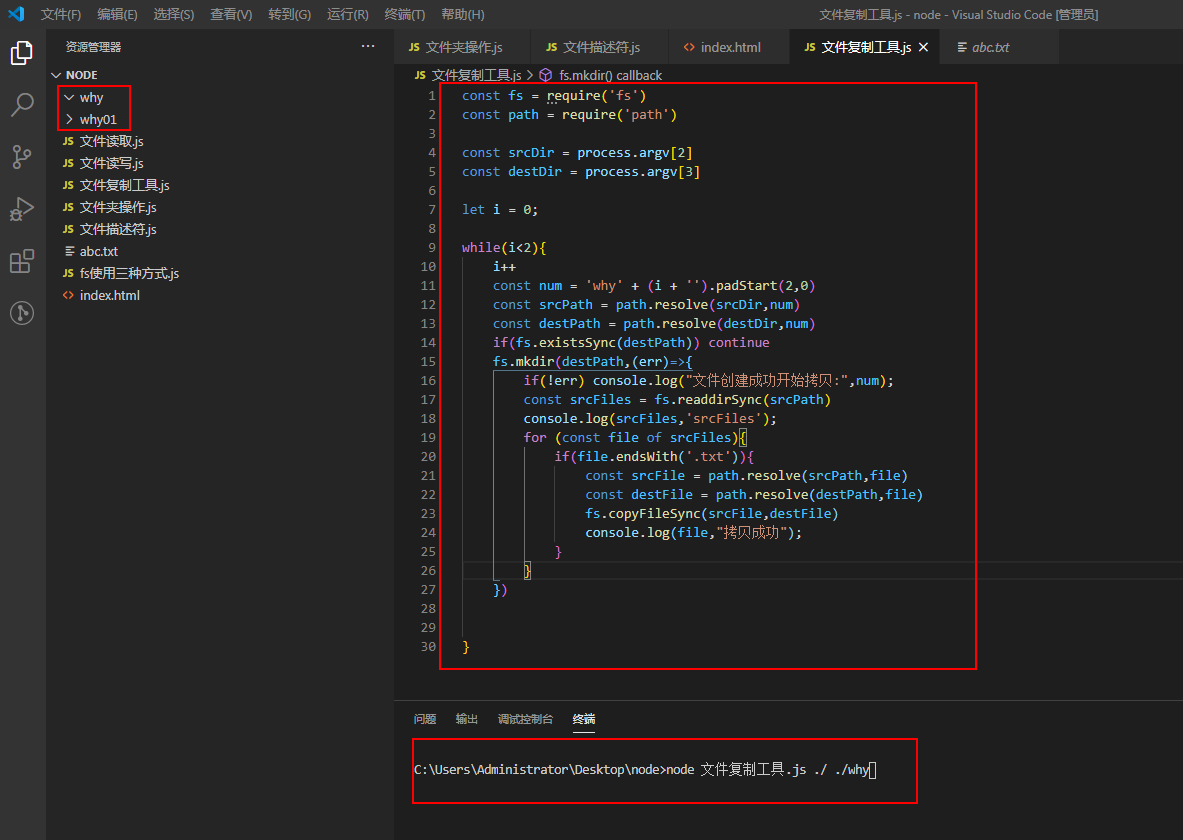 文件(F) 编辑(E) 选择(S) 查看(V) 转到(G) 运行(R) 终端(T) 帮助(H) 文件复制工具.js - node - Visual Studio Code [管理员]
资源管理器 ···
NODE
why
why01
JS 文件读取.js
JS 文件读写.js
JS 文件复制工具.js
JS 文件夹操作.js
JS 文件描述符.js
abc.txt
JS fs使用三种方式.js
<> index.html
JS 文件夹操作.js JS 文件描述符.js <> index.html JS 文件复制工具.js abc.txt
JS 文件复制工具.js > fs.mkdir() callback
1 const fs = require('fs')
2 const path = require('path')
3
4 const srcDir = process.argv[2]
5 const destDir = process.argv[3]
6
7 let i = 0;
8
9 while(i<2){
10 i++
11 const num = 'why' + (i + '').padStart(2,0)
12 const srcPath = path.resolve(srcDir,num)
13 const destPath = path.resolve(destDir,num)
14 if(fs.existsSync(destPath)) continue
15 fs.mkdir(destPath,(err)=>{
16 if(!err) console.log("文件创建成功开始拷贝:",num);
17 const srcFiles = fs.readdirSync(srcPath)
18 console.log(srcFiles,'srcFiles');
19 for (const file of srcFiles){
20 if(file.endsWith('.txt')){
21 const srcFile = path.resolve(srcPath,file)
22 const destFile = path.resolve(destPath,file)
23 fs.copyFileSync(srcFile,destFile)
24 console.log(file,"拷贝成功");
25 }
26 }
27 })
28
29
30 }
问题 输出 调试控制台 终端
C:\Users\Administrator\Desktop\node>node 文件复制工具.js ./ ./why